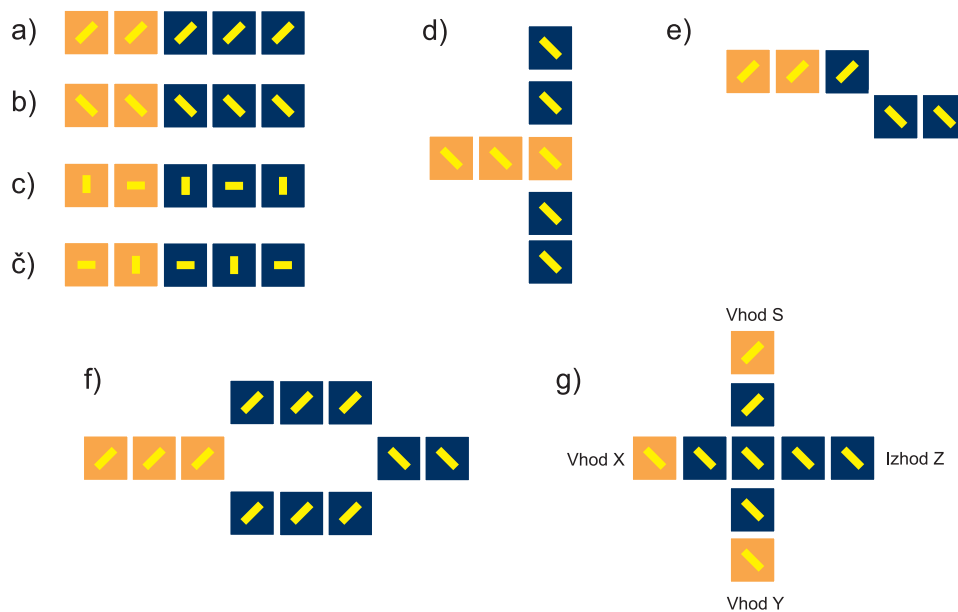 a)
b)
c)
č)
d)
e)
f)
g)
Vhod S
Vhod X
Izhod Z
Vhod Y